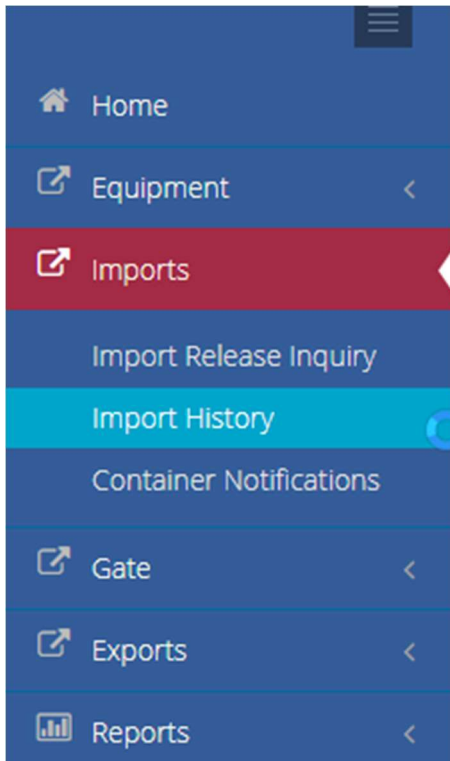 Home
Equipment
Imports
Import Release Inquiry
Import History
Container Notifications
Gate
Exports
Reports